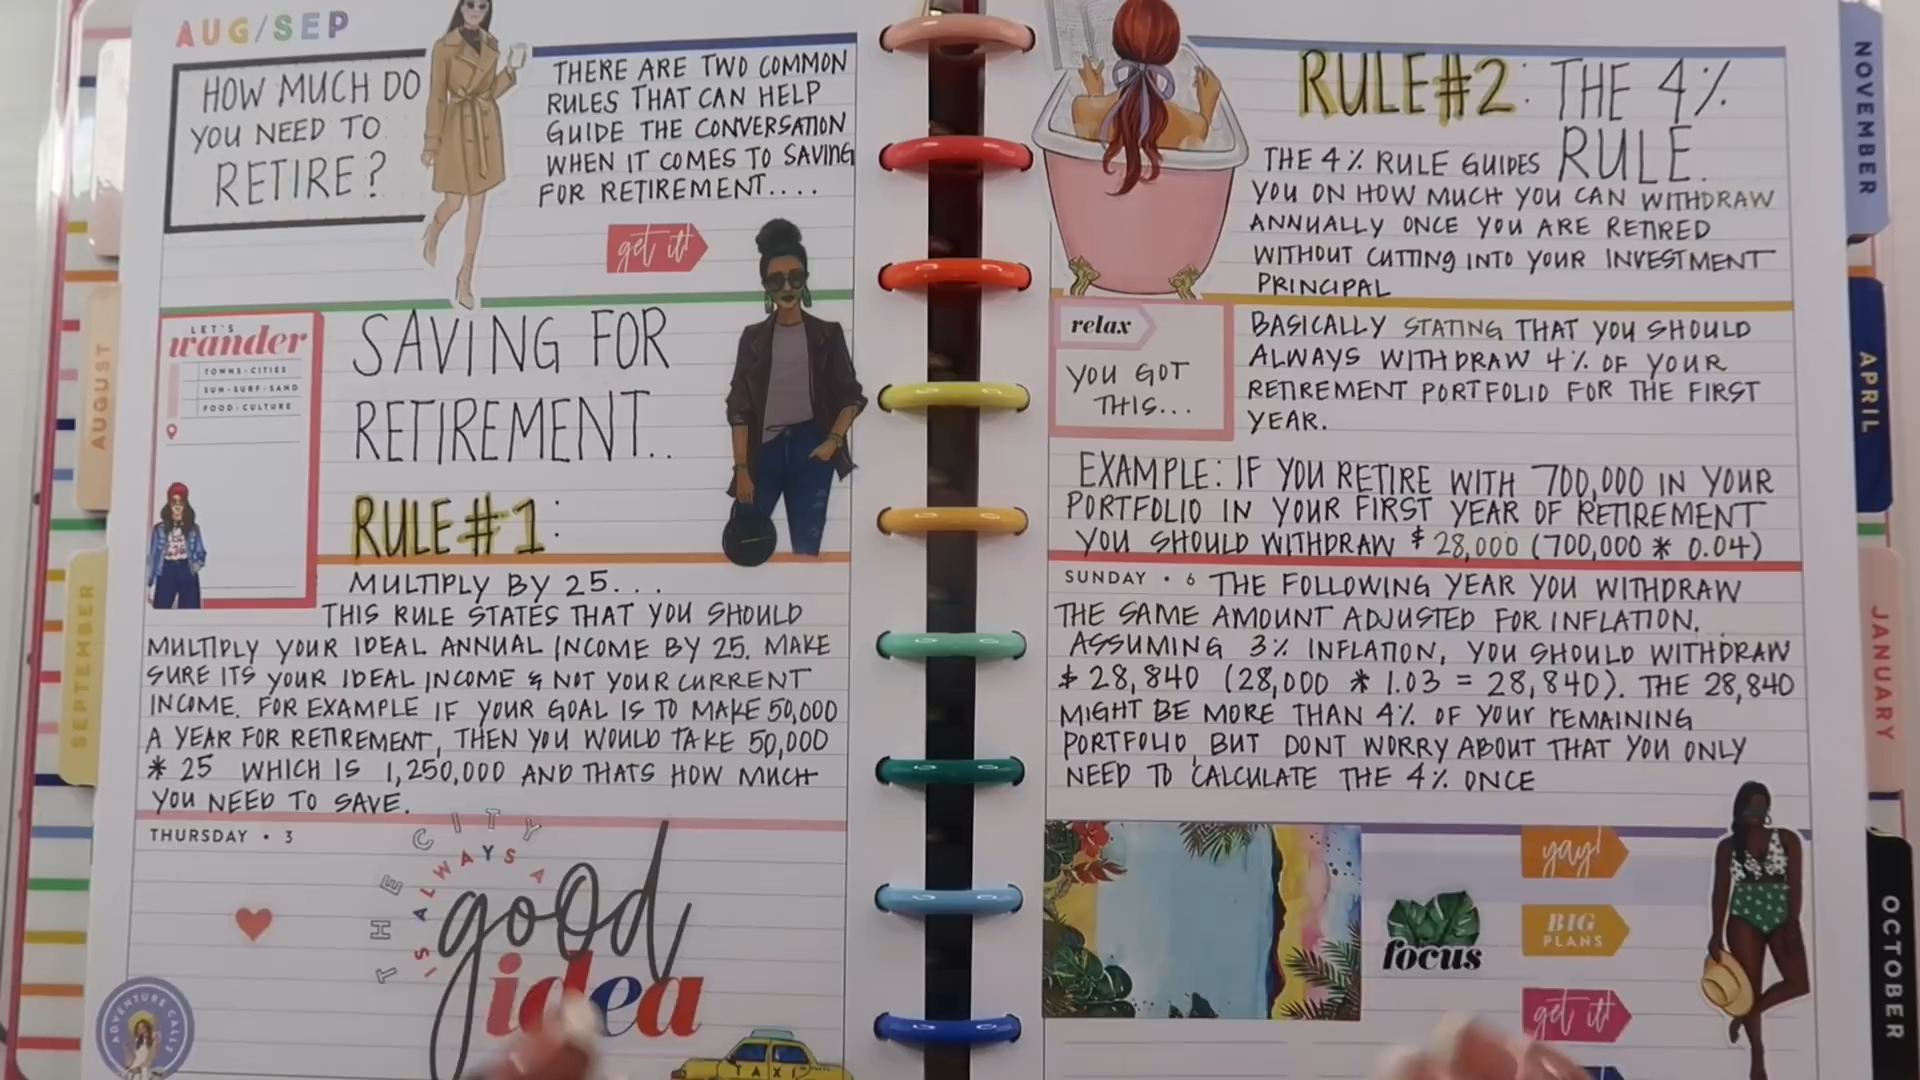 AUG/SEP
HOW MUCH DO
YOU NEED TO
RETIRE?
THERE ARE TWO COMMON
RULES THAT CAN HELP
GUIDE THE CONVERSATION
WHEN IT COMES TO SAVING
FOR RETIREMENT....
get it!
LET'S
wander
TOWNS·CITIES
SUN·SURF·SAND
FOOD·CULTURE
SAVING FOR
RETIREMENT..
RULE #1:
MULTIPLY BY 25...
THIS RULE STATES THAT YOU SHOULD
MULTIPLY YOUR IDEAL ANNUAL INCOME BY 25. MAKE
SURE ITS YOUR IDEAL INCOME & NOT YOUR CURRENT
INCOME. FOR EXAMPLE IF YOUR GOAL IS TO MAKE 50,000
A YEAR FOR RETIREMENT, THEN YOU WOULD TAKE 50,000
* 25 WHICH IS 1,250,000 AND THATS HOW MUCH
YOU NEED TO SAVE.
THURSDAY · 3
THE CITY
IS ALWAYS A
good
idea
ADVENTURE CALLS
TAXI
RULE #2: THE 4%
RULE.
THE 4% RULE GUIDES
YOU ON HOW MUCH YOU CAN WITHDRAW
ANNUALLY ONCE YOU ARE RETIRED
WITHOUT CUTTING INTO YOUR INVESTMENT
PRINCIPAL
relax
YOU GOT
THIS...
BASICALLY STATING THAT YOU SHOULD
ALWAYS WITHDRAW 4% OF YOUR
RETIREMENT PORTFOLIO FOR THE FIRST
YEAR.
EXAMPLE: IF YOU RETIRE WITH 700,000 IN YOUR
PORTFOLIO IN YOUR FIRST YEAR OF RETIREMENT
YOU SHOULD WITHDRAW $ 28,000 (700,000 * 0.04)
SUNDAY · 6 THE FOLLOWING YEAR YOU WITHDRAW
THE SAME AMOUNT ADJUSTED FOR INFLATION.
ASSUMING 3% INFLATION, YOU SHOULD WITHDRAW
$ 28,840 (28,000 * 1.03 = 28,840). THE 28,840
MIGHT BE MORE THAN 4% OF YOUR REMAINING
PORTFOLIO, BUT DONT WORRY ABOUT THAT YOU ONLY
NEED TO CALCULATE THE 4% ONCE
yay!
focus
BIG
PLANS
get it!
AUGUST
SEPTEMBER
NOVEMBER
APRIL
JANUARY
OCTOBER